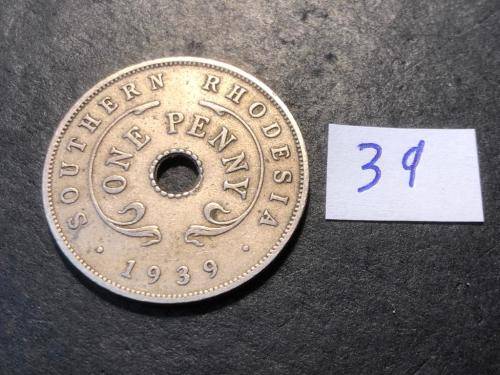 SOUTHERN RHODESIA
ONE PENNY
· 1939 ·
39